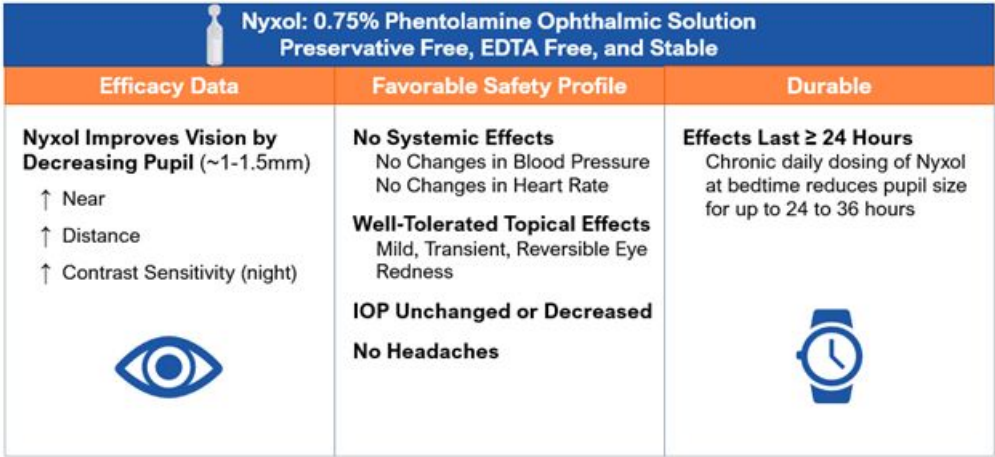 Nyxol: 0.75% Phentolamine Ophthalmic Solution
Preservative Free, EDTA Free, and Stable
Efficacy Data
Nyxol Improves Vision by
Decreasing Pupil (~1-1.5mm)
↑ Near
↑ Distance
↑ Contrast Sensitivity (night)
Favorable Safety Profile
No Systemic Effects
No Changes in Blood Pressure
No Changes in Heart Rate
Well-Tolerated Topical Effects
Mild, Transient, Reversible Eye
Redness
IOP Unchanged or Decreased
No Headaches
Durable
Effects Last ≥ 24 Hours
Chronic daily dosing of Nyxol
at bedtime reduces pupil size
for up to 24 to 36 hours